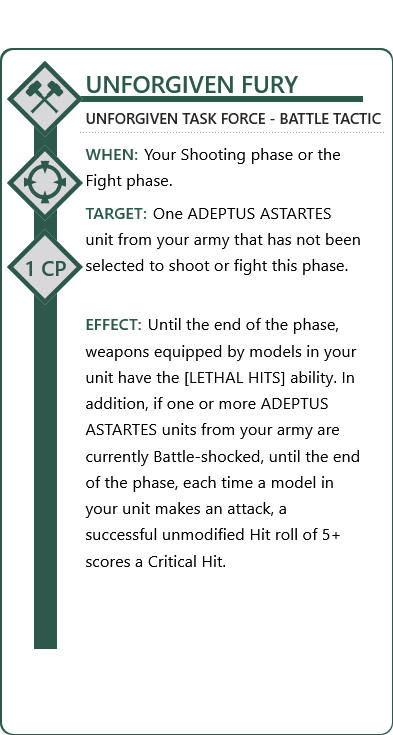 UNFORGIVEN FURY
UNFORGIVEN TASK FORCE - BATTLE TACTIC
WHEN: Your Shooting phase or the
Fight phase.
TARGET: One ADEPTUS ASTARTES
unit from your army that has not been
selected to shoot or fight this phase.
1 CP
EFFECT: Until the end of the phase,
weapons equipped by models in your
unit have the [LETHAL HITS] ability. In
addition, if one or more ADEPTUS
ASTARTES units from your army are
currently Battle-shocked, until the end
of the phase, each time a model in
your unit makes an attack, a
successful unmodified Hit roll of 5+
scores a Critical Hit.